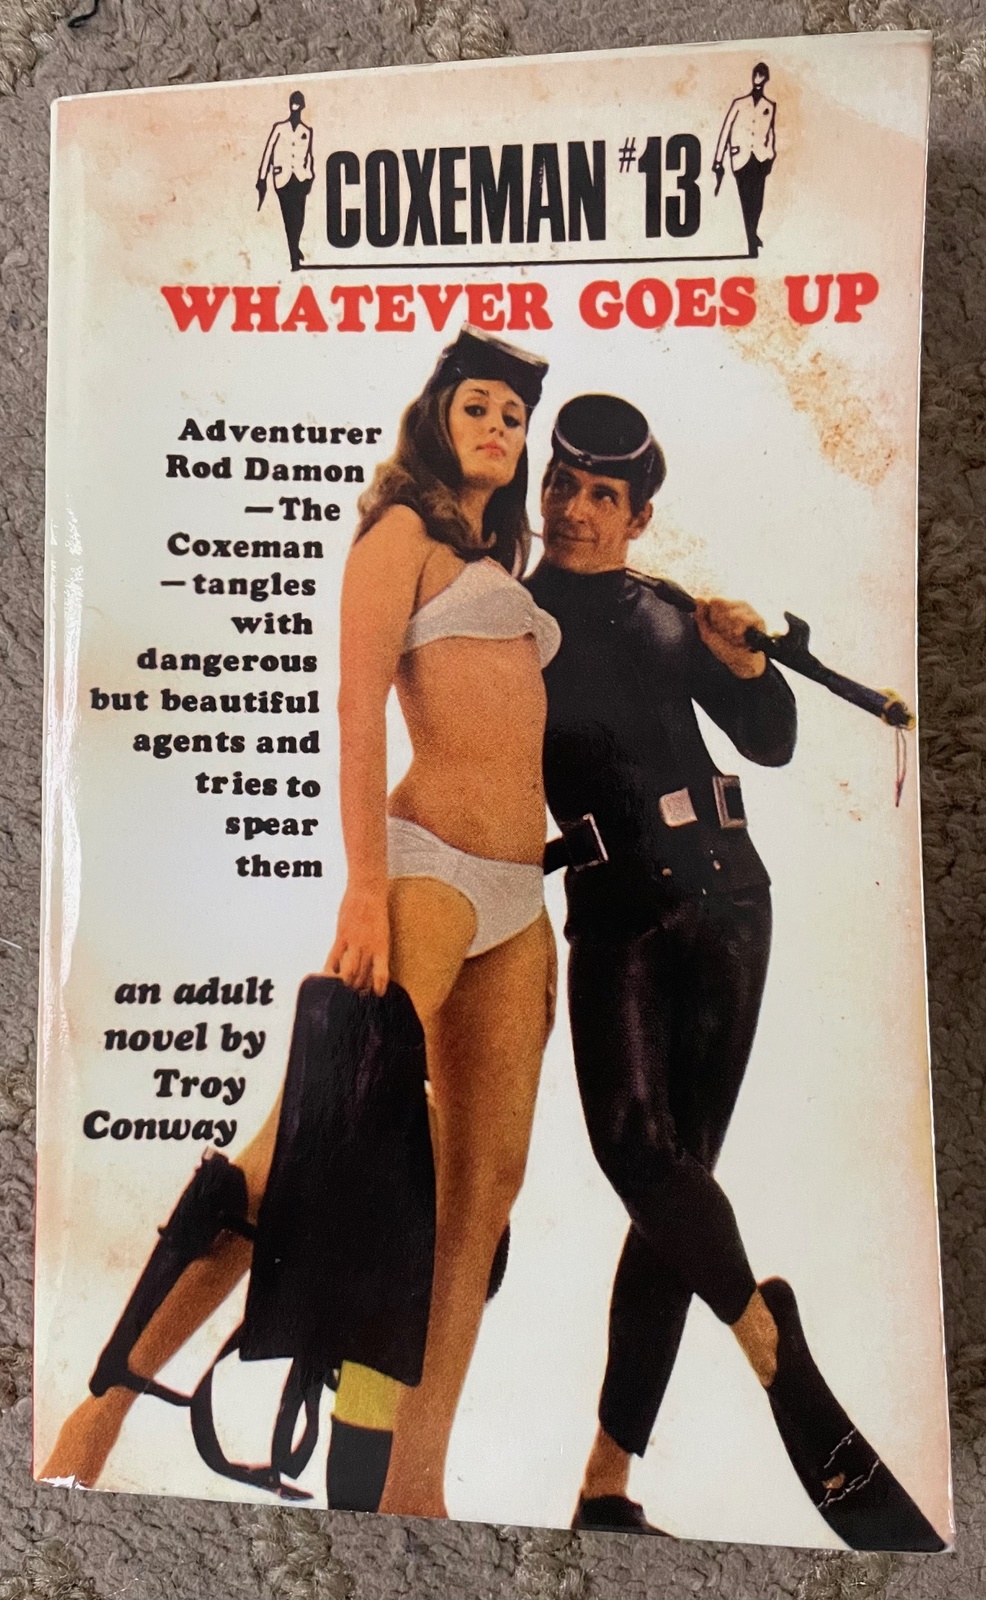 COXEMAN #13
WHATEVER GOES UP
Adventurer
Rod Damon
—The
Coxeman
—tangles
with
dangerous
but beautiful
agents and
tries to
spear
them
an adult
novel by
Troy
Conway